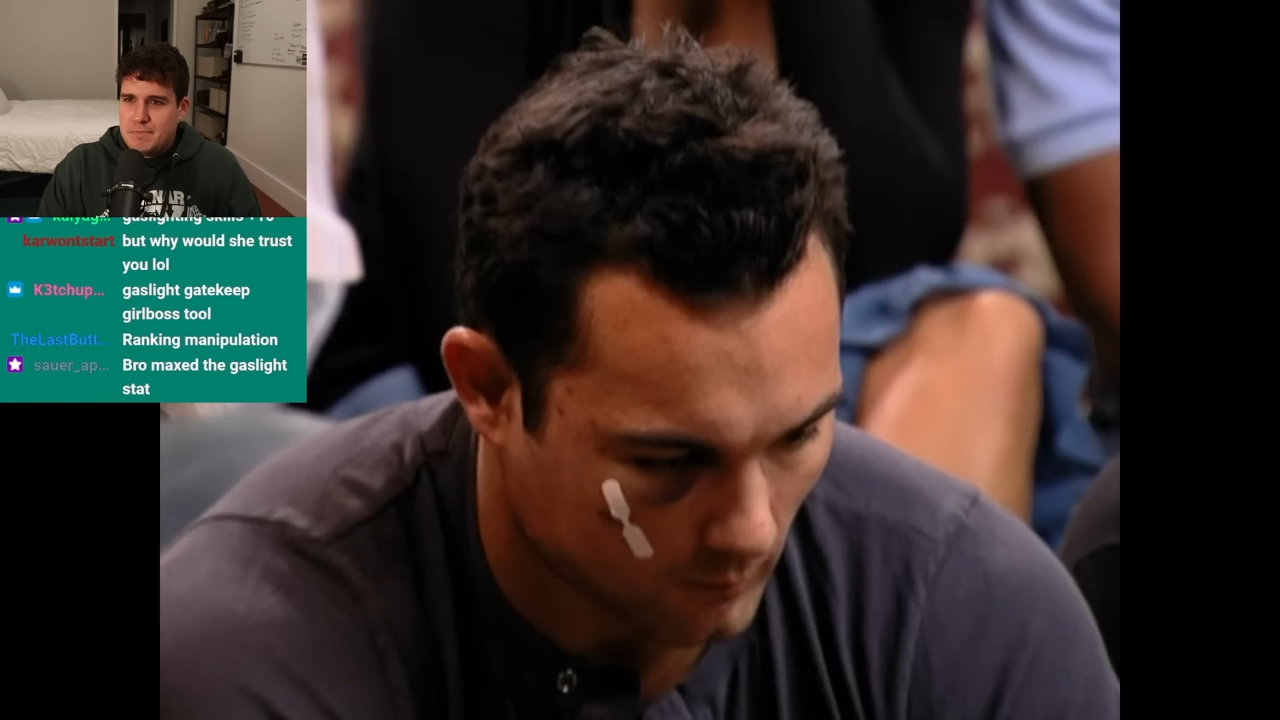 karwontstart but why would she trust
you lol
K3tchup... gaslight gatekeep
girlboss tool
TheLastButt... Ranking manipulation
sauer_ap... Bro maxed the gaslight
stat